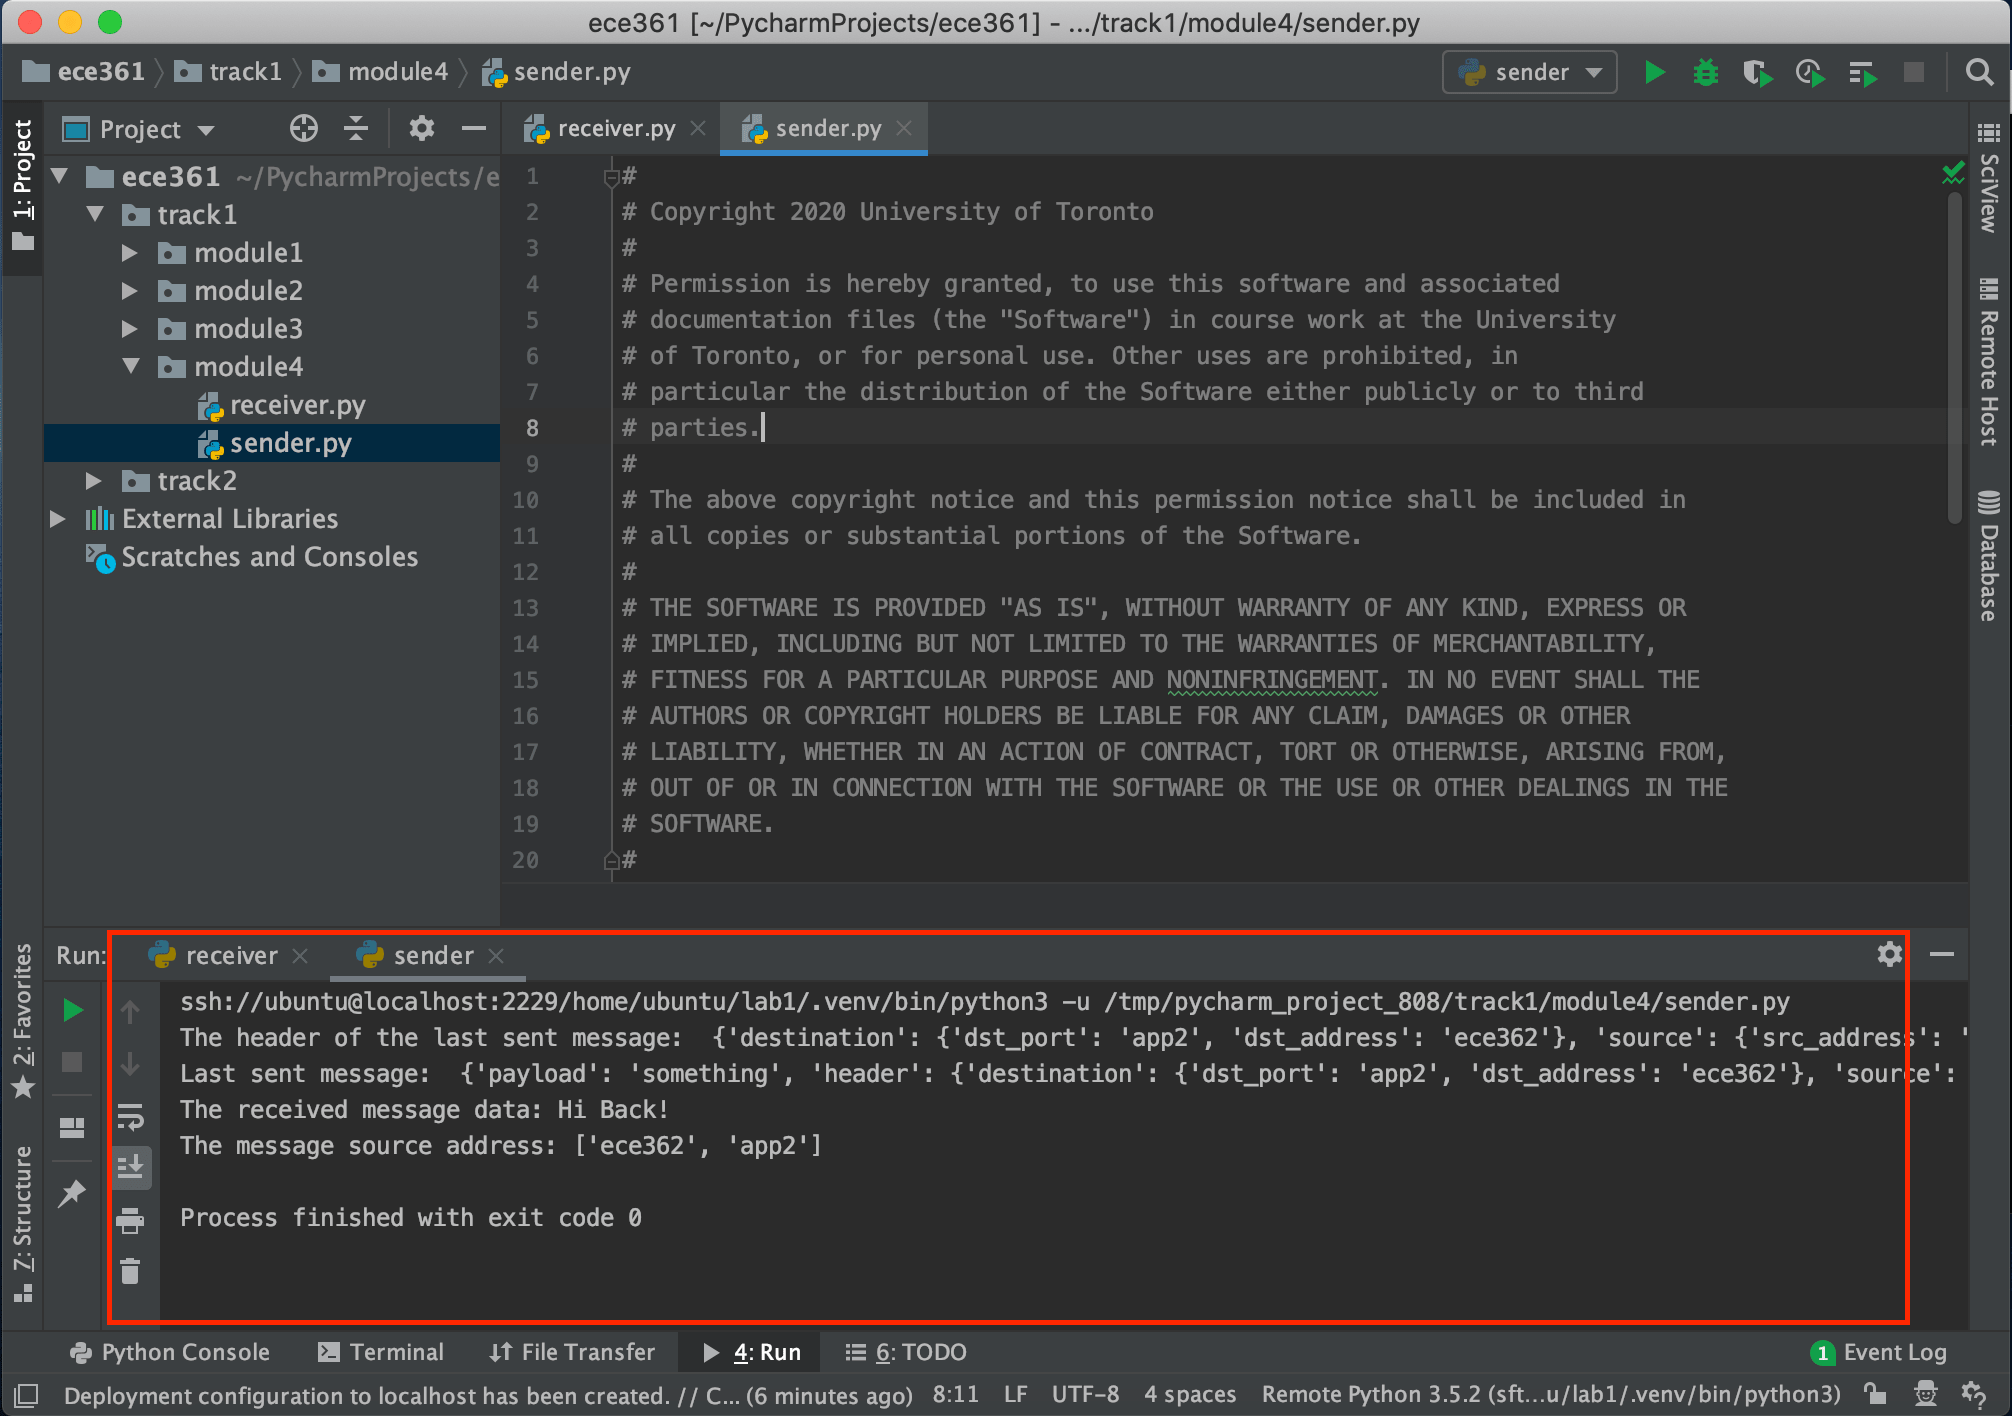 ece361 [~/PycharmProjects/ece361] - .../track1/module4/sender.py
ece361 track1 module4 sender.py
sender
1: Project
Project
ece361 ~/PycharmProjects/e
track1
module1
module2
module3
module4
receiver.py
sender.py
track2
External Libraries
Scratches and Consoles
receiver.py sender.py
1 #
2 # Copyright 2020 University of Toronto
3 #
4 # Permission is hereby granted, to use this software and associated
5 # documentation files (the "Software") in course work at the University
6 # of Toronto, or for personal use. Other uses are prohibited, in
7 # particular the distribution of the Software either publicly or to third
8 # parties.
9 #
10 # The above copyright notice and this permission notice shall be included in
11 # all copies or substantial portions of the Software.
12 #
13 # THE SOFTWARE IS PROVIDED "AS IS", WITHOUT WARRANTY OF ANY KIND, EXPRESS OR
14 # IMPLIED, INCLUDING BUT NOT LIMITED TO THE WARRANTIES OF MERCHANTABILITY,
15 # FITNESS FOR A PARTICULAR PURPOSE AND NONINFRINGEMENT. IN NO EVENT SHALL THE
16 # AUTHORS OR COPYRIGHT HOLDERS BE LIABLE FOR ANY CLAIM, DAMAGES OR OTHER
17 # LIABILITY, WHETHER IN AN ACTION OF CONTRACT, TORT OR OTHERWISE, ARISING FROM,
18 # OUT OF OR IN CONNECTION WITH THE SOFTWARE OR THE USE OR OTHER DEALINGS IN THE
19 # SOFTWARE.
20 #
SciView
Remote Host
Database
2: Favorites
7: Structure
Run: receiver sender
ssh://ubuntu@localhost:2229/home/ubuntu/lab1/.venv/bin/python3 -u /tmp/pycharm_project_808/track1/module4/sender.py
The header of the last sent message:  {'destination': {'dst_port': 'app2', 'dst_address': 'ece362'}, 'source': {'src_address': '
Last sent message:  {'payload': 'something', 'header': {'destination': {'dst_port': 'app2', 'dst_address': 'ece362'}, 'source':
The received message data: Hi Back!
The message source address: ['ece362', 'app2']
Process finished with exit code 0
Python Console Terminal File Transfer 4: Run 6: TODO 1 Event Log
Deployment configuration to localhost has been created. // C... (6 minutes ago) 8:11 LF UTF-8 4 spaces Remote Python 3.5.2 (sft...u/lab1/.venv/bin/python3)